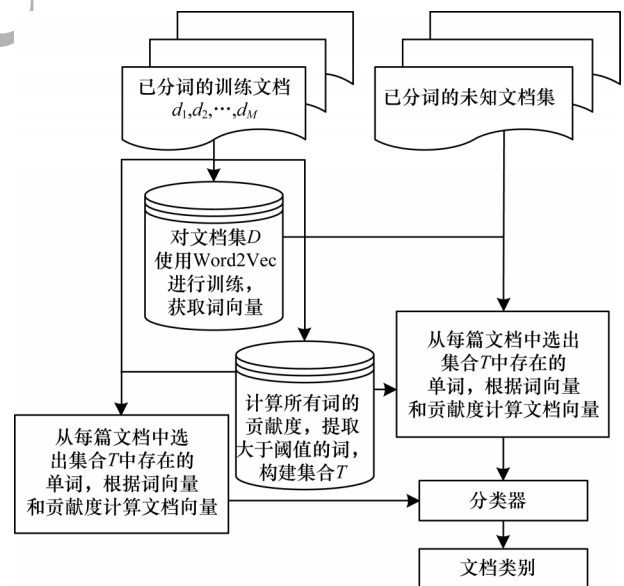 已分词的训练文档
d1,d2,…,dM
已分词的未知文档集
对文档集D
使用Word2Vec
进行训练，
获取词向量
从每篇文档中选出
集合T中存在的
单词，根据词向量
和贡献度计算文档向量
计算所有词的
贡献度，提取
大于阈值的词，
构建集合T
从每篇文档中选
出集合T中存在的
单词，根据词向量
和贡献度计算文档向量
分类器
文档类别